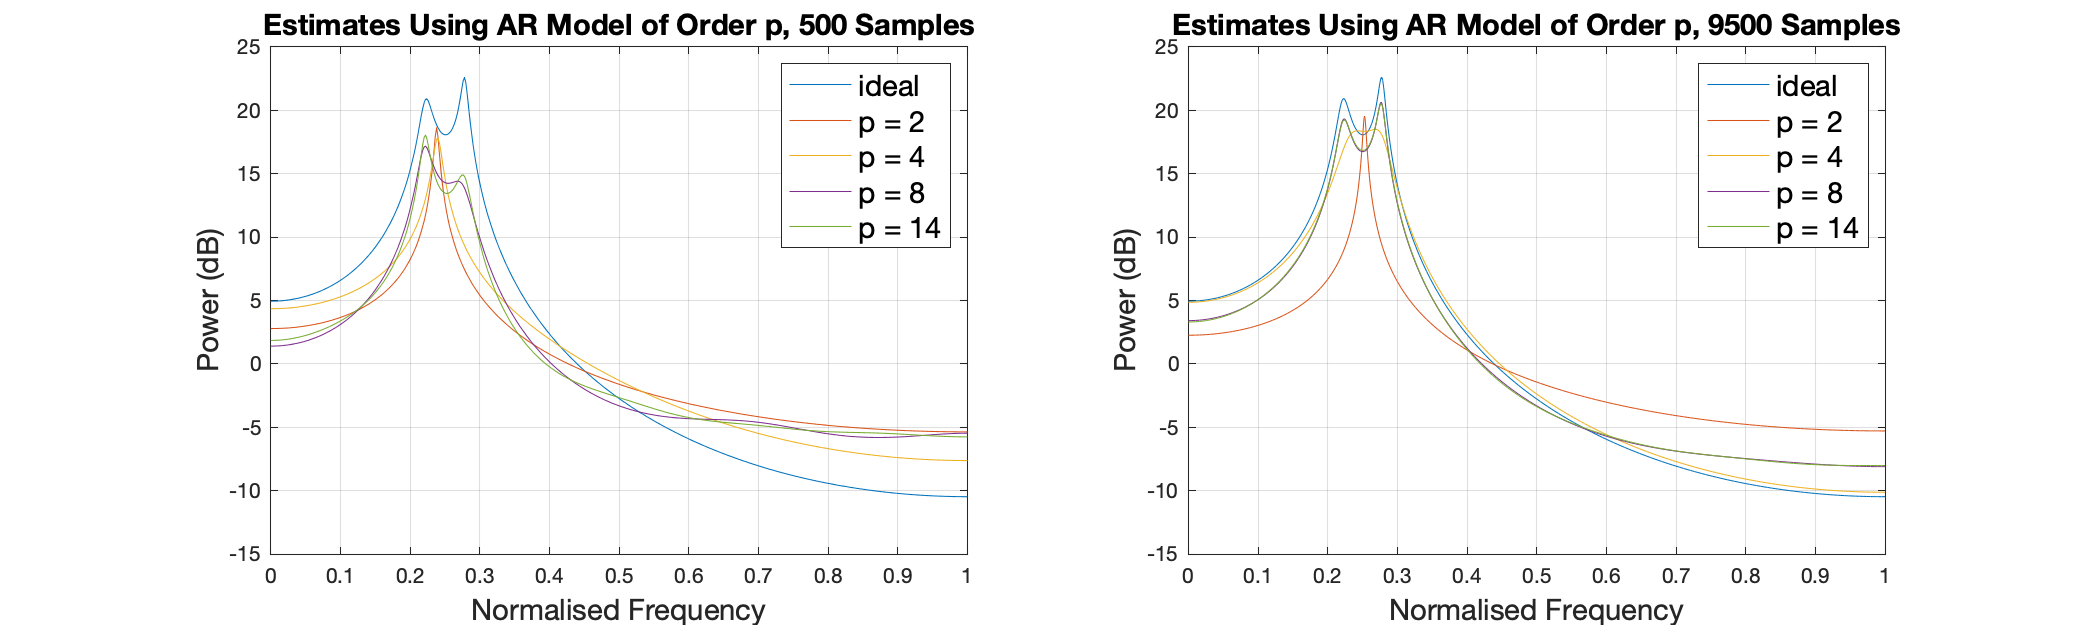 Estimates Using AR Model of Order p, 500 Samples
25
20
15
10
5
0
-5
-10
-15
Power (dB)
0 0.1 0.2 0.3 0.4 0.5 0.6 0.7 0.8 0.9 1
Normalised Frequency
ideal
p = 2
p = 4
p = 8
p = 14
Estimates Using AR Model of Order p, 9500 Samples
25
20
15
10
5
0
-5
-10
-15
Power (dB)
0 0.1 0.2 0.3 0.4 0.5 0.6 0.7 0.8 0.9 1
Normalised Frequency
ideal
p = 2
p = 4
p = 8
p = 14